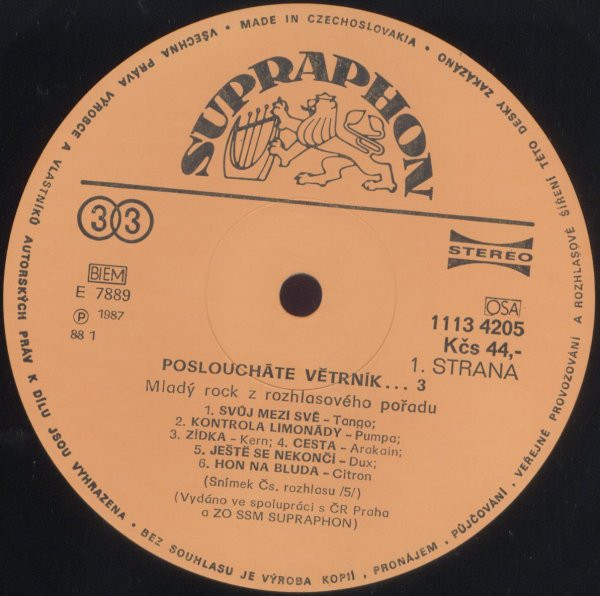 MADE IN CZECHOSLOVAKIA • VŠECHNA PRÁVA VÝROBCE A VLASTNÍKŮ AUTORSKÝCH PRÁV K DÍLU JSOU VYHRAZENA • BEZ SOUHLASU JE VÝROBA KOPIÍ, PRONÁJEM, PŮJČOVÁNÍ, VEŘEJNÉ PROVOZOVÁNÍ A ROZHLASOVÉ ŠÍŘENÍ TÉTO DESKY ZAKÁZÁNO •
SUPRAPHON
33
STEREO
BIEM
E 7889
Ⓟ 1987
88 1
OSA
1113 4205
Kčs 44,-
1. STRANA
POSLOUCHÁTE VĚTRNÍK... 3
Mladý rock z rozhlasového pořadu
1. SVŮJ MEZI SVÉ – Tango;
2. KONTROLA LIMONÁDY – Pumpa;
3. ZÍDKA – Kern; 4. CESTA – Arakain;
5. JEŠTĚ SE NEKONČÍ – Dux;
6. HON NA BLUDA – Citron
(Snímek Čs. rozhlasu /5/)
(Vydáno ve spolupráci s ČR Praha
a ZO SSM SUPRAPHON)